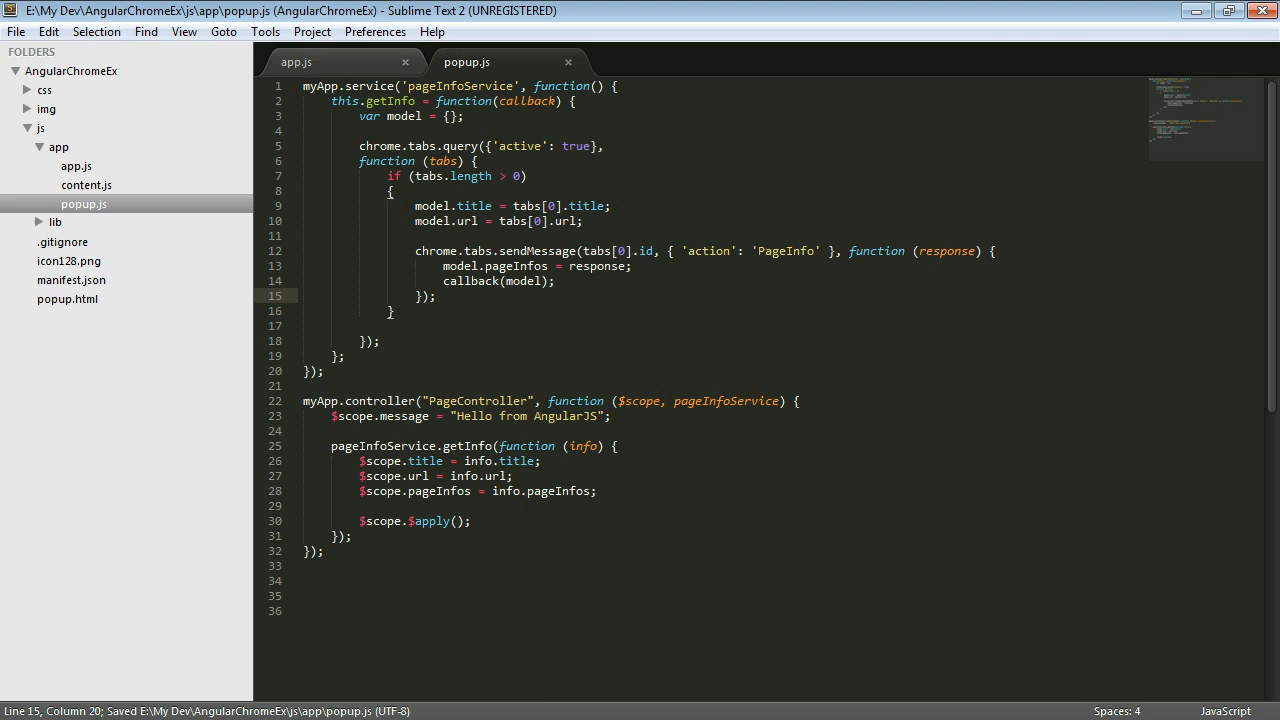 E:\My Dev\AngularChromeEx\js\app\popup.js (AngularChromeEx) - Sublime Text 2 (UNREGISTERED)
File Edit Selection Find View Goto Tools Project Preferences Help
FOLDERS
AngularChromeEx
css
img
js
app
app.js
content.js
popup.js
lib
.gitignore
icon128.png
manifest.json
popup.html
app.js × popup.js ×
1 myApp.service('pageInfoService', function() {
2     this.getInfo = function(callback) {
3         var model = {};
4
5         chrome.tabs.query({'active': true},
6         function (tabs) {
7             if (tabs.length > 0)
8             {
9                 model.title = tabs[0].title;
10                 model.url = tabs[0].url;
11
12                 chrome.tabs.sendMessage(tabs[0].id, { 'action': 'PageInfo' }, function (response) {
13                     model.pageInfos = response;
14                     callback(model);
15                 });
16             }
17
18         });
19     };
20 });
21
22 myApp.controller("PageController", function ($scope, pageInfoService) {
23     $scope.message = "Hello from AngularJS";
24
25     pageInfoService.getInfo(function (info) {
26         $scope.title = info.title;
27         $scope.url = info.url;
28         $scope.pageInfos = info.pageInfos;
29
30         $scope.$apply();
31     });
32 });
33
34
35
36
Line 15, Column 20; Saved E:\My Dev\AngularChromeEx\js\app\popup.js (UTF-8) Spaces: 4 JavaScript